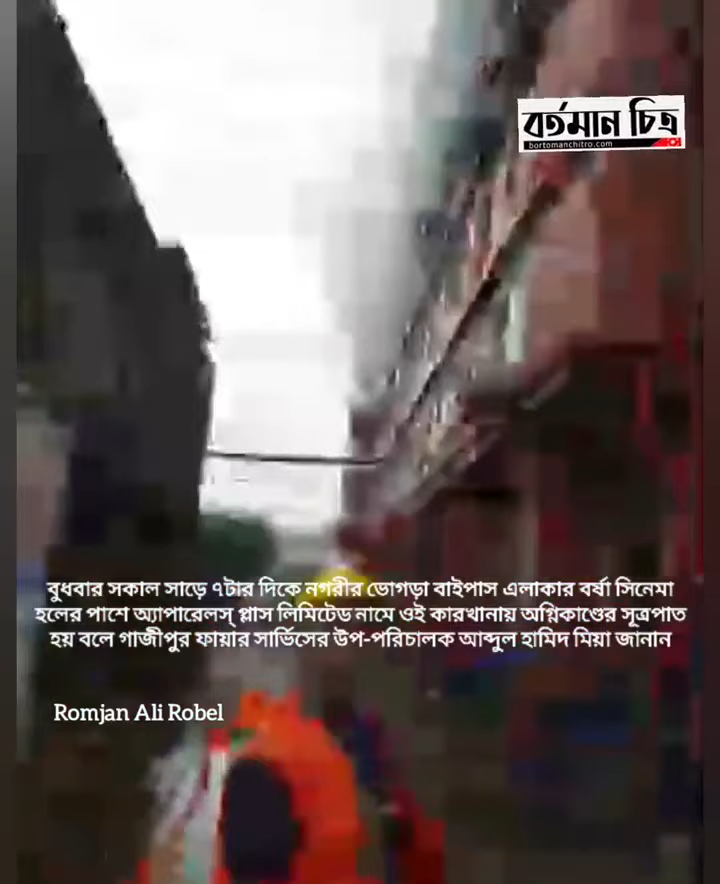 বর্তমান চিত্র
bortomanchitro.com
বুধবার সকাল সাড়ে ৭টার দিকে নগরীর ভোগড়া বাইপাস এলাকার বর্ষা সিনেমা
হলের পাশে অ্যাপারেলস্ প্লাস লিমিটেড নামে ওই কারখানায় অগ্নিকাণ্ডের সূত্রপাত
হয় বলে গাজীপুর ফায়ার সার্ভিসের উপ-পরিচালক আব্দুল হামিদ মিয়া জানান
Romjan Ali Robel